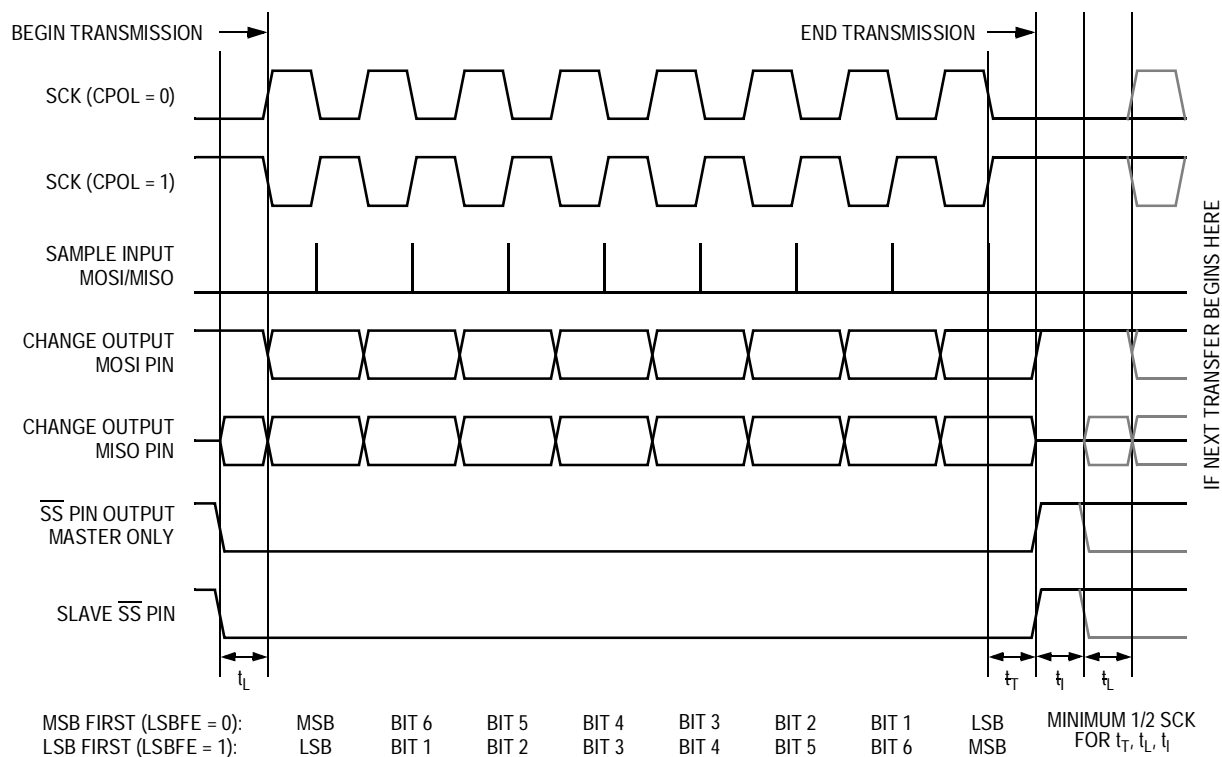 BEGIN TRANSMISSION
END TRANSMISSION
SCK (CPOL = 0)
SCK (CPOL = 1)
SAMPLE INPUT
MOSI/MISO
CHANGE OUTPUT
MOSI PIN
CHANGE OUTPUT
MISO PIN
SS PIN OUTPUT
MASTER ONLY
SLAVE SS PIN
IF NEXT TRANSFER BEGINS HERE
tL
tT
tI
tL
MSB FIRST (LSBFE = 0): MSB BIT 6 BIT 5 BIT 4 BIT 3 BIT 2 BIT 1 LSB
LSB FIRST (LSBFE = 1): LSB BIT 1 BIT 2 BIT 3 BIT 4 BIT 5 BIT 6 MSB
MINIMUM 1/2 SCK
FOR tT, tL, tI